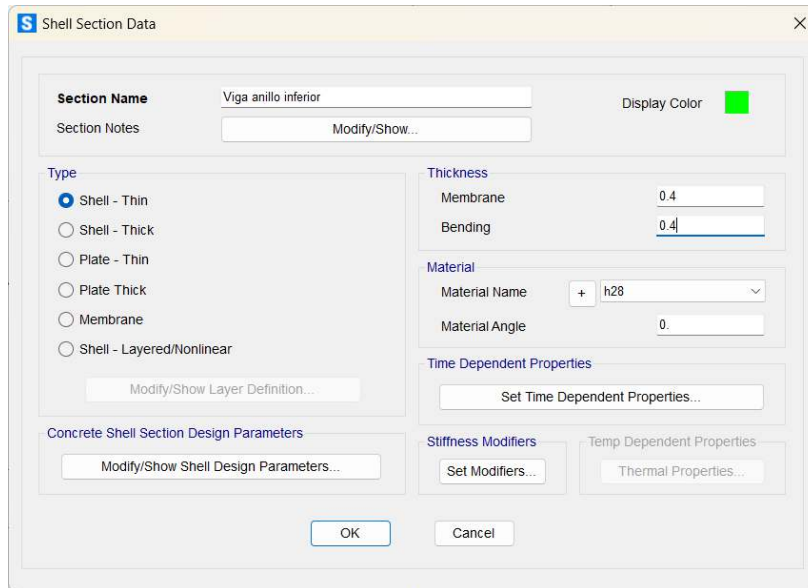 S Shell Section Data
Section Name Viga anillo inferior Display Color
Section Notes Modify/Show...
Type
Shell - Thin
Shell - Thick
Plate - Thin
Plate Thick
Membrane
Shell - Layered/Nonlinear
Modify/Show Layer Definition...
Concrete Shell Section Design Parameters
Modify/Show Shell Design Parameters...
Thickness
Membrane 0.4
Bending 0.4
Material
Material Name + h28
Material Angle 0.
Time Dependent Properties
Set Time Dependent Properties...
Stiffness Modifiers
Set Modifiers...
Temp Dependent Properties
Thermal Properties...
OK Cancel